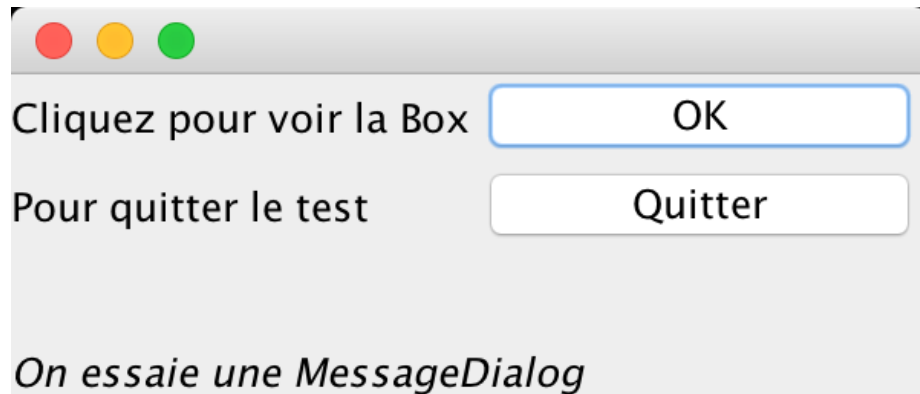 Cliquez pour voir la Box OK
Pour quitter le test Quitter
On essaie une MessageDialog